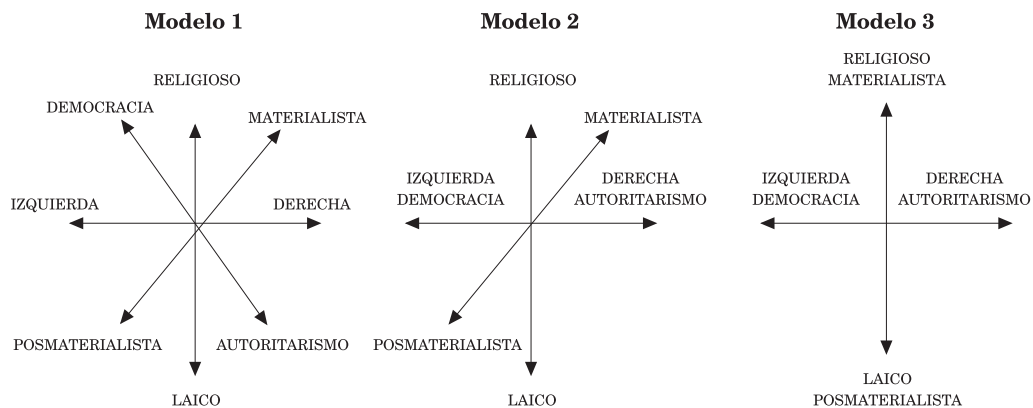 Modelo 1
RELIGIOSO
DEMOCRACIA
MATERIALISTA
IZQUIERDA
DERECHA
POSMATERIALISTA
AUTORITARISMO
LAICO
Modelo 2
RELIGIOSO
MATERIALISTA
IZQUIERDA
DEMOCRACIA
DERECHA
AUTORITARISMO
POSMATERIALISTA
LAICO
Modelo 3
RELIGIOSO
MATERIALISTA
IZQUIERDA
DEMOCRACIA
DERECHA
AUTORITARISMO
LAICO
POSMATERIALISTA